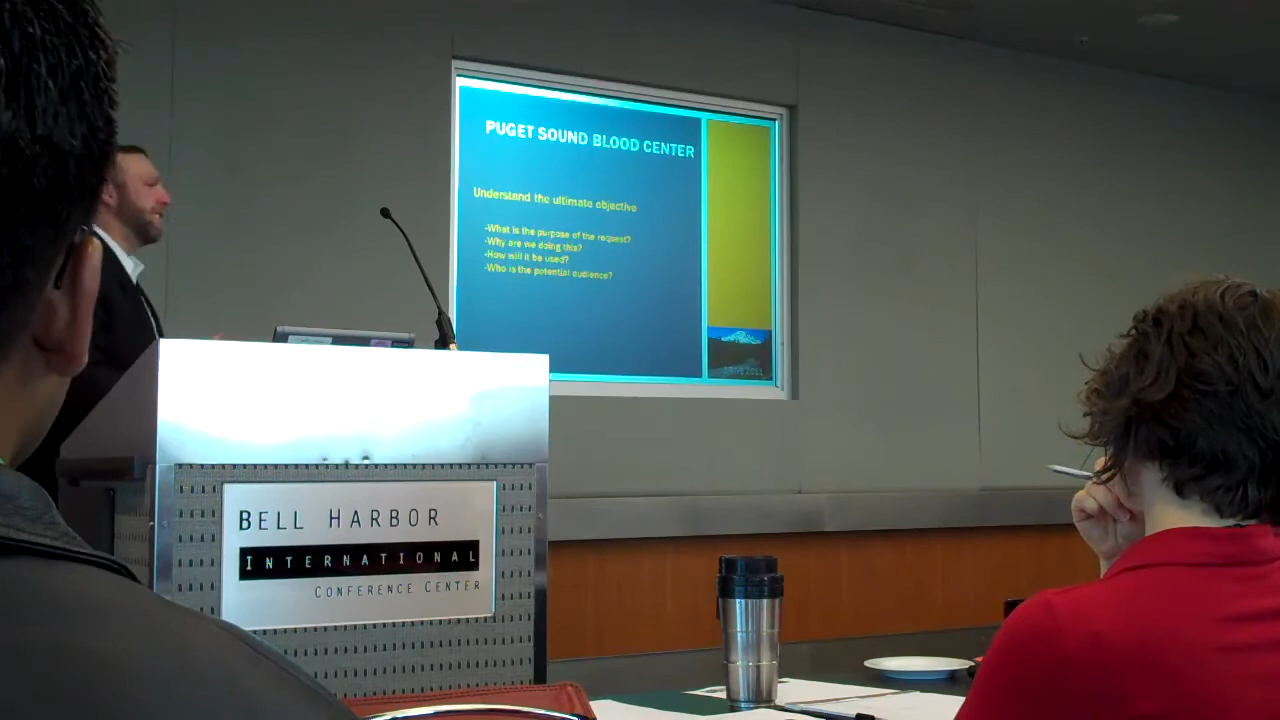 PUGET SOUND BLOOD CENTER
Understand the ultimate objective
-What is the purpose of the request?
-Why are we doing this?
-How will it be used?
-Who is the potential audience?
BELL HARBOR
INTERNATIONAL
CONFERENCE CENTER